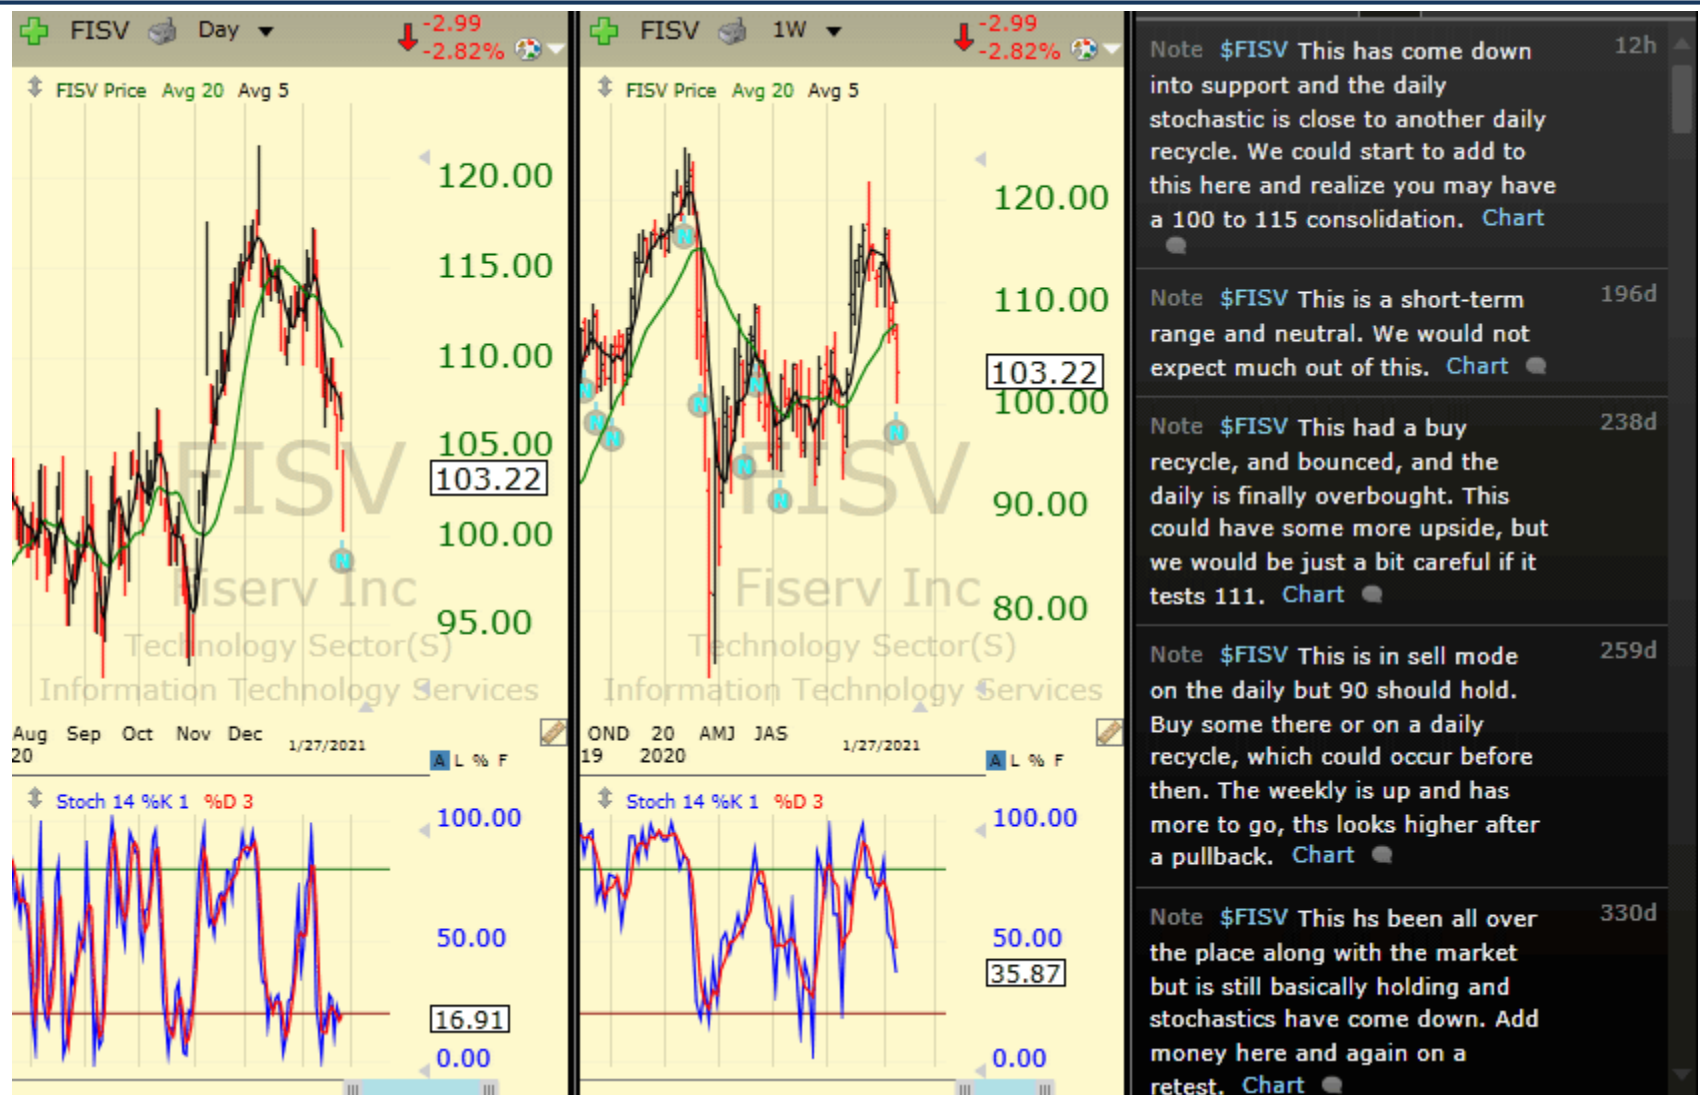 FISV Day
-2.99
-2.82%
FISV Price Avg 20 Avg 5
120.00
115.00
110.00
105.00
103.22
100.00
95.00
N
FISV
Fiserv Inc
Technology Sector(S)
Information Technology Services
Aug Sep Oct Nov Dec 1/27/2021
20
A L % F
Stoch 14 %K 1 %D 3
100.00
50.00
16.91
0.00
FISV 1W
-2.99
-2.82%
FISV Price Avg 20 Avg 5
120.00
110.00
103.22
100.00
90.00
80.00
N
N
N
N
N
N
N
N
N
FISV
Fiserv Inc
Technology Sector(S)
Information Technology Services
OND 20 AMJ JAS 1/27/2021
19 2020
A L % F
Stoch 14 %K 1 %D 3
100.00
50.00
35.87
0.00
Note $FISV This has come down 12h
into support and the daily
stochastic is close to another daily
recycle. We could start to add to
this here and realize you may have
a 100 to 115 consolidation. Chart
Note $FISV This is a short-term 196d
range and neutral. We would not
expect much out of this. Chart
Note $FISV This had a buy 238d
recycle, and bounced, and the
daily is finally overbought. This
could have some more upside, but
we would be just a bit careful if it
tests 111. Chart
Note $FISV This is in sell mode 259d
on the daily but 90 should hold.
Buy some there or on a daily
recycle, which could occur before
then. The weekly is up and has
more to go, ths looks higher after
a pullback. Chart
Note $FISV This hs been all over 330d
the place along with the market
but is still basically holding and
stochastics have come down. Add
money here and again on a
retest. Chart